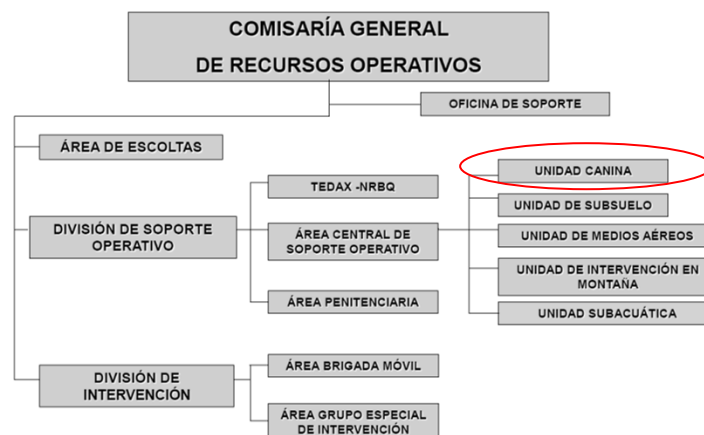 COMISARÍA GENERAL
DE RECURSOS OPERATIVOS
OFICINA DE SOPORTE
ÁREA DE ESCOLTAS
DIVISIÓN DE SOPORTE
OPERATIVO
TEDAX -NRBQ
ÁREA CENTRAL DE
SOPORTE OPERATIVO
ÁREA PENITENCIARIA
UNIDAD CANINA
UNIDAD DE SUBSUELO
UNIDAD DE MEDIOS AÉREOS
UNIDAD DE INTERVENCIÓN EN
MONTAÑA
UNIDAD SUBACUÁTICA
DIVISIÓN DE
INTERVENCIÓN
ÁREA BRIGADA MÓVIL
ÁREA GRUPO ESPECIAL
DE INTERVENCIÓN